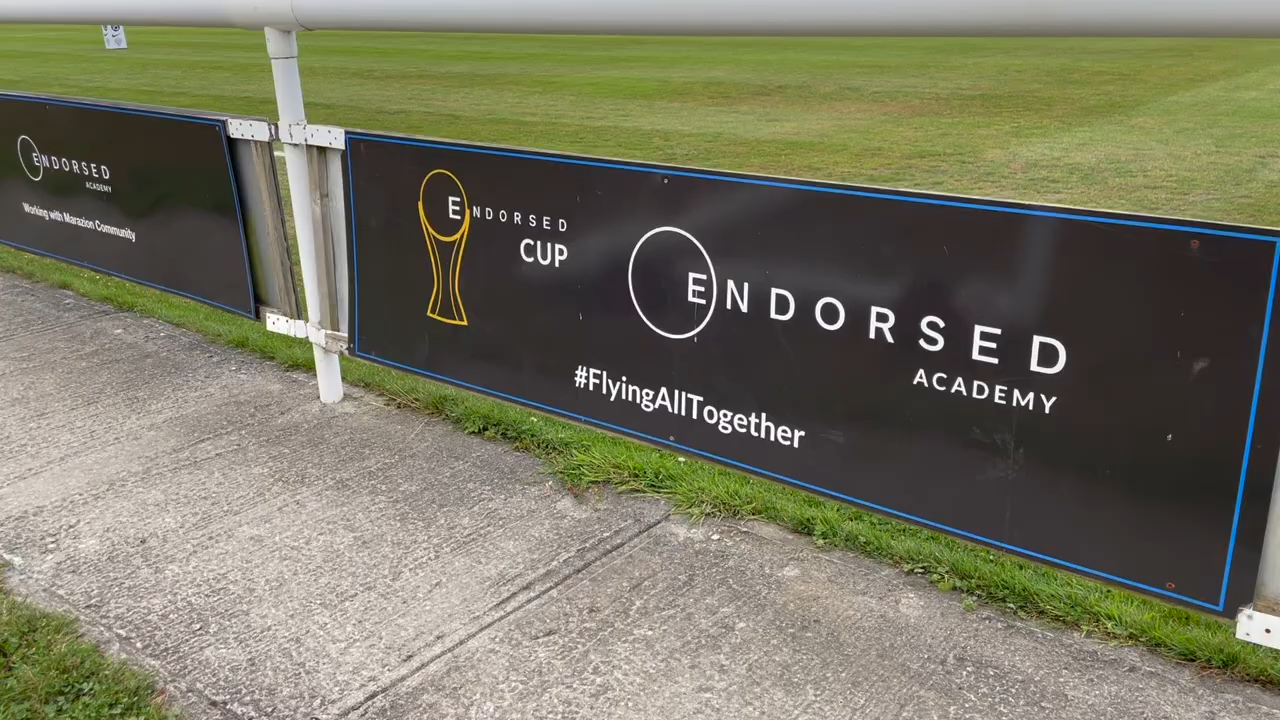 ENDORSED
ACADEMY
Working with Marazion Community
ENDORSED
CUP
ENDORSED
ACADEMY
#FlyingAllTogether